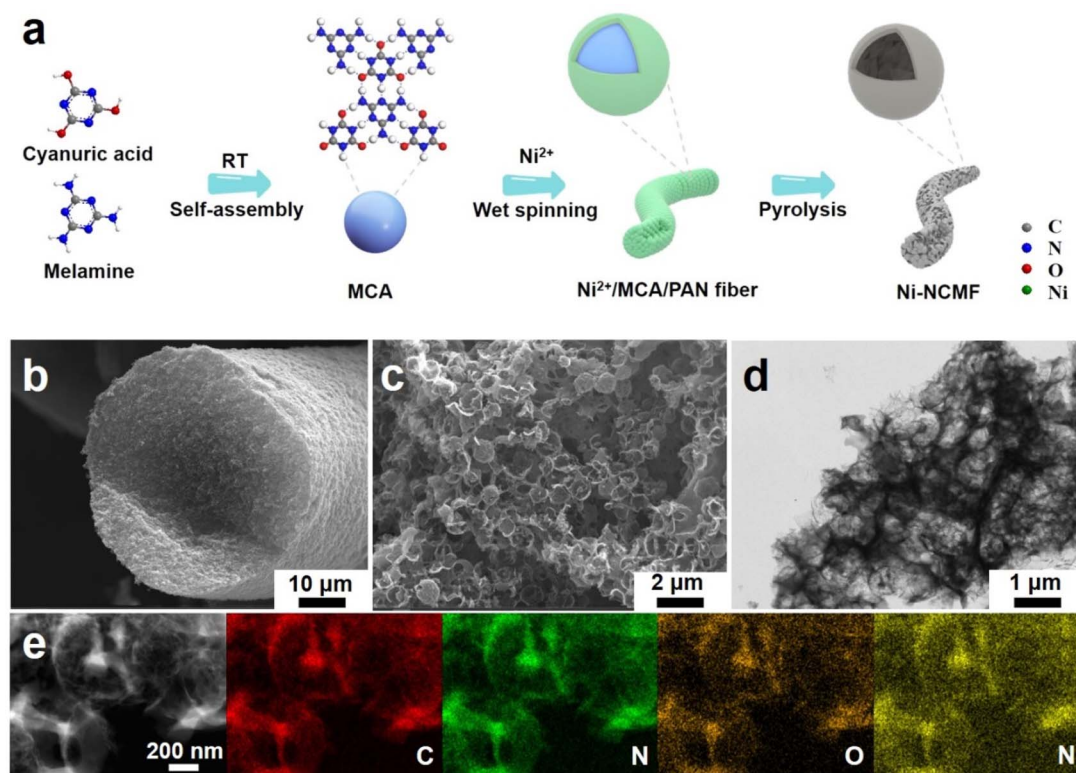 a
Cyanuric acid
Melamine
RT
Self-assembly
MCA
Ni²⁺
Wet spinning
Ni²⁺/MCA/PAN fiber
Pyrolysis
Ni-NCMF
C
N
O
Ni
b
10 µm
c
2 µm
d
1 µm
e
200 nm
C
N
O
N